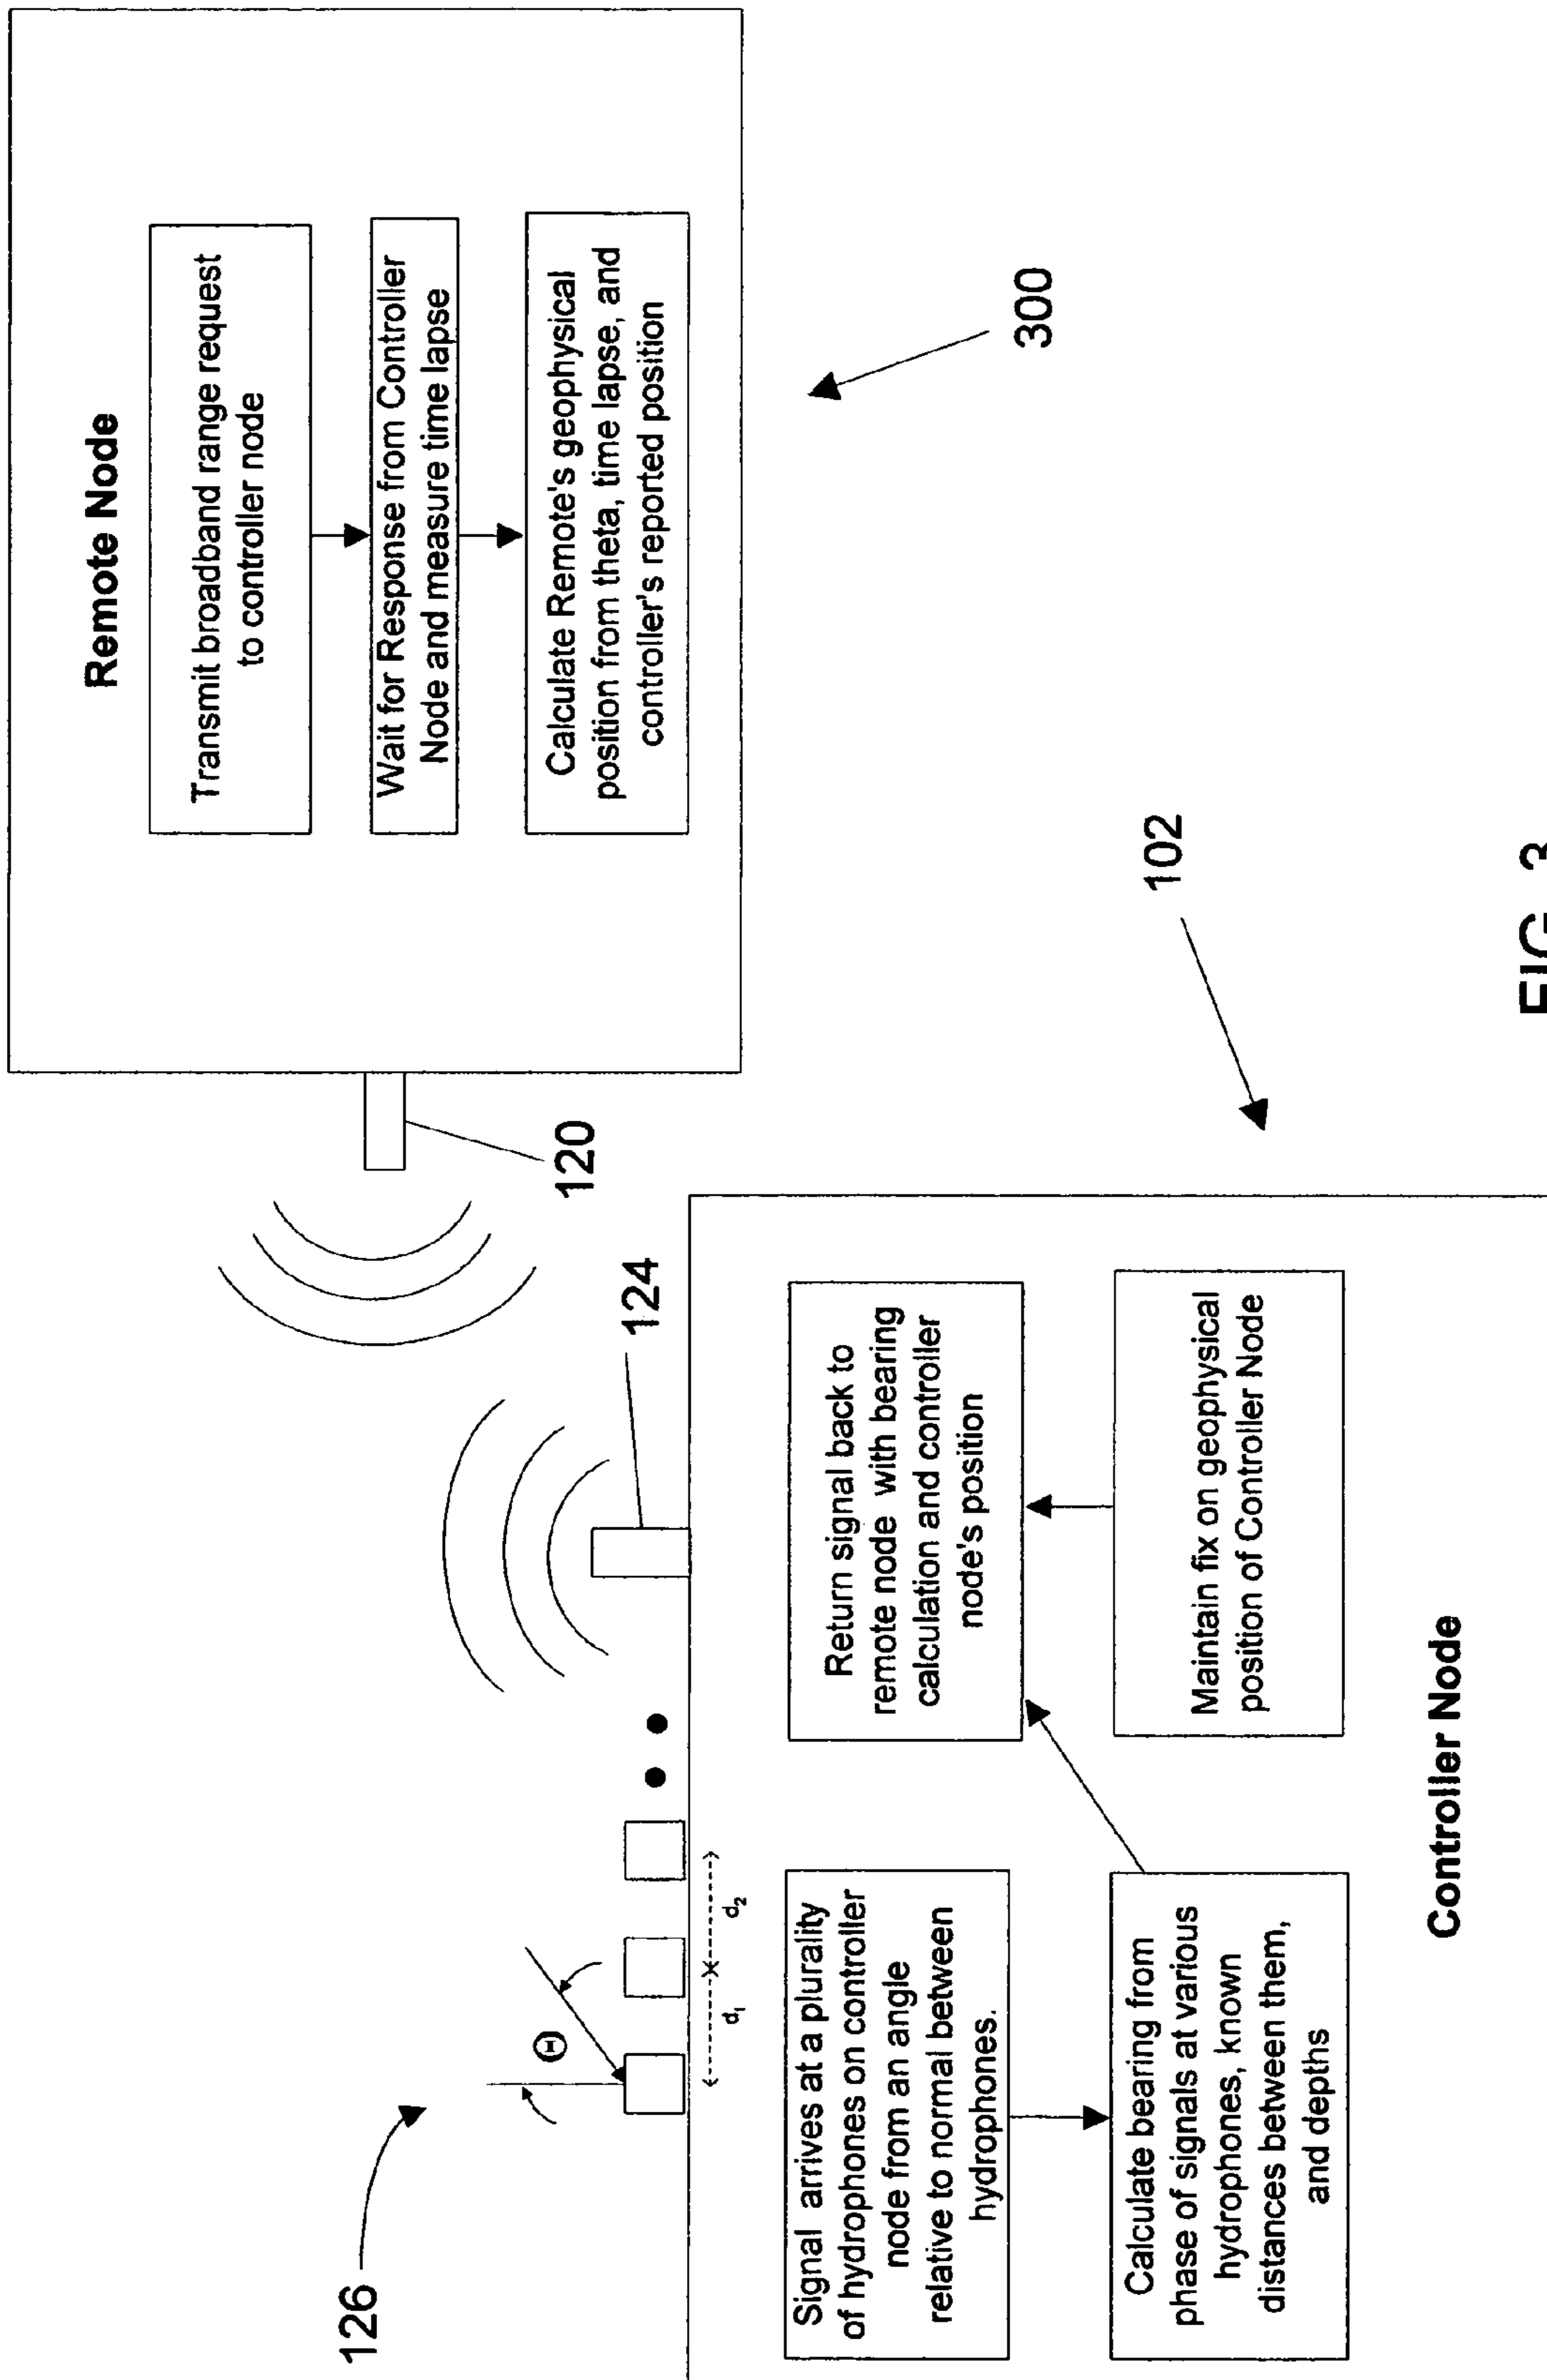 Remote Node
Transmit broadband range request
to controller node
Wait for Response from Controller
Node and measure time lapse
Calculate Remote's geophysical
position from theta, time lapse, and
controller's reported position
300
120
124
126
Θ
d₁
d₂
102
Signal arrives at a plurality
of hydrophones on controller
node from an angle
relative to normal between
hydrophones.
Calculate bearing from
phase of signals at various
hydrophones, known
distances between them,
and depths
Return signal back to
remote node with bearing
calculation and controller
node's position
Maintain fix on geophysical
position of Controller Node
Controller Node
FIG. 3